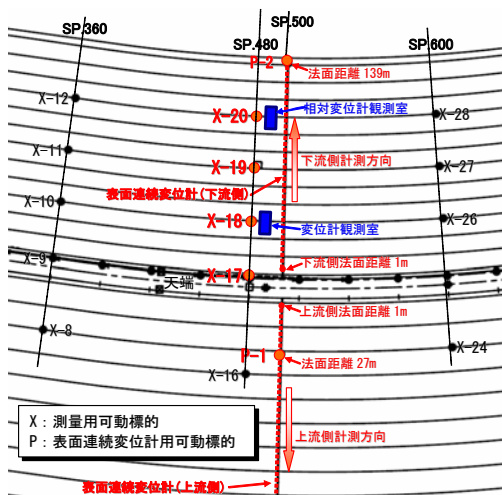 SP.500
SP.360
SP.480
SP.600
P-2
法面距離 139m
X-12
相対変位計観測室
X-20
X-28
X-11
下流側計測方向
X-19
X-27
表面連続変位計(下流側)
X-10
X-18
X-26
変位計観測室
X-9
X-17
下流側法面距離 1m
天端
上流側法面距離 1m
X-8
P-1
X-24
法面距離 27m
X-16
X：測量用可動標的
P：表面連続変位計用可動標的
上流側計測方向
表面連続変位計(上流側)